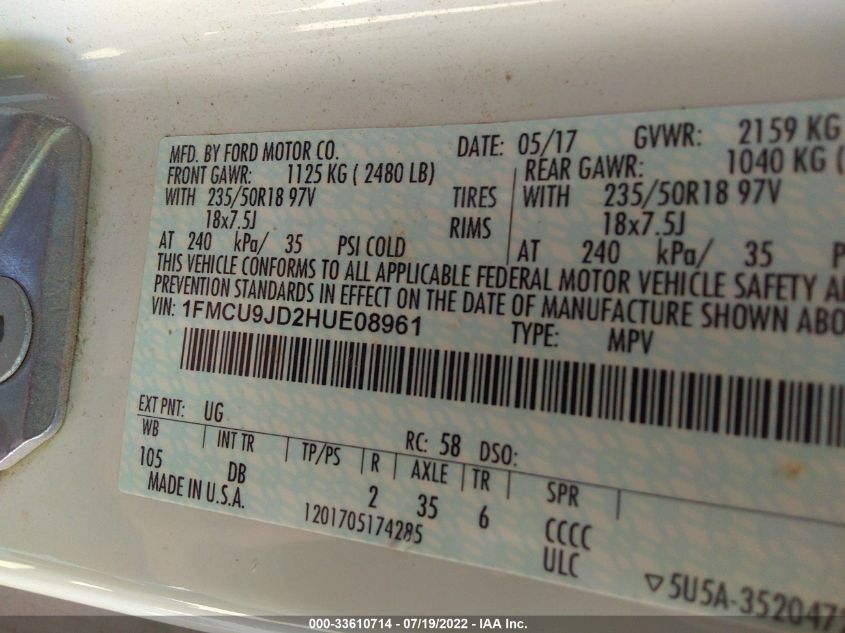 MFD. BY FORD MOTOR CO. DATE: 05/17 GVWR: 2159 KG
FRONT GAWR: 1125 KG ( 2480 LB) REAR GAWR: 1040 KG (
WITH 235/50R18 97V TIRES WITH 235/50R18 97V
18x7.5J RIMS 18x7.5J
AT 240 kPa/ 35 PSI COLD AT 240 kPa/ 35 P
THIS VEHICLE CONFORMS TO ALL APPLICABLE FEDERAL MOTOR VEHICLE SAFETY A
PREVENTION STANDARDS IN EFFECT ON THE DATE OF MANUFACTURE SHOWN ABO
VIN: 1FMCU9JD2HUE08961 TYPE: MPV
EXT PNT: UG RC: 58 DSO:
WB INT TR TP/PS R AXLE TR SPR
105 DB 2 35 6 CCCC
MADE IN U.S.A. 1201705174285 ULC
▽5U5A-3520472
000-33610714 - 07/19/2022 - IAA Inc.